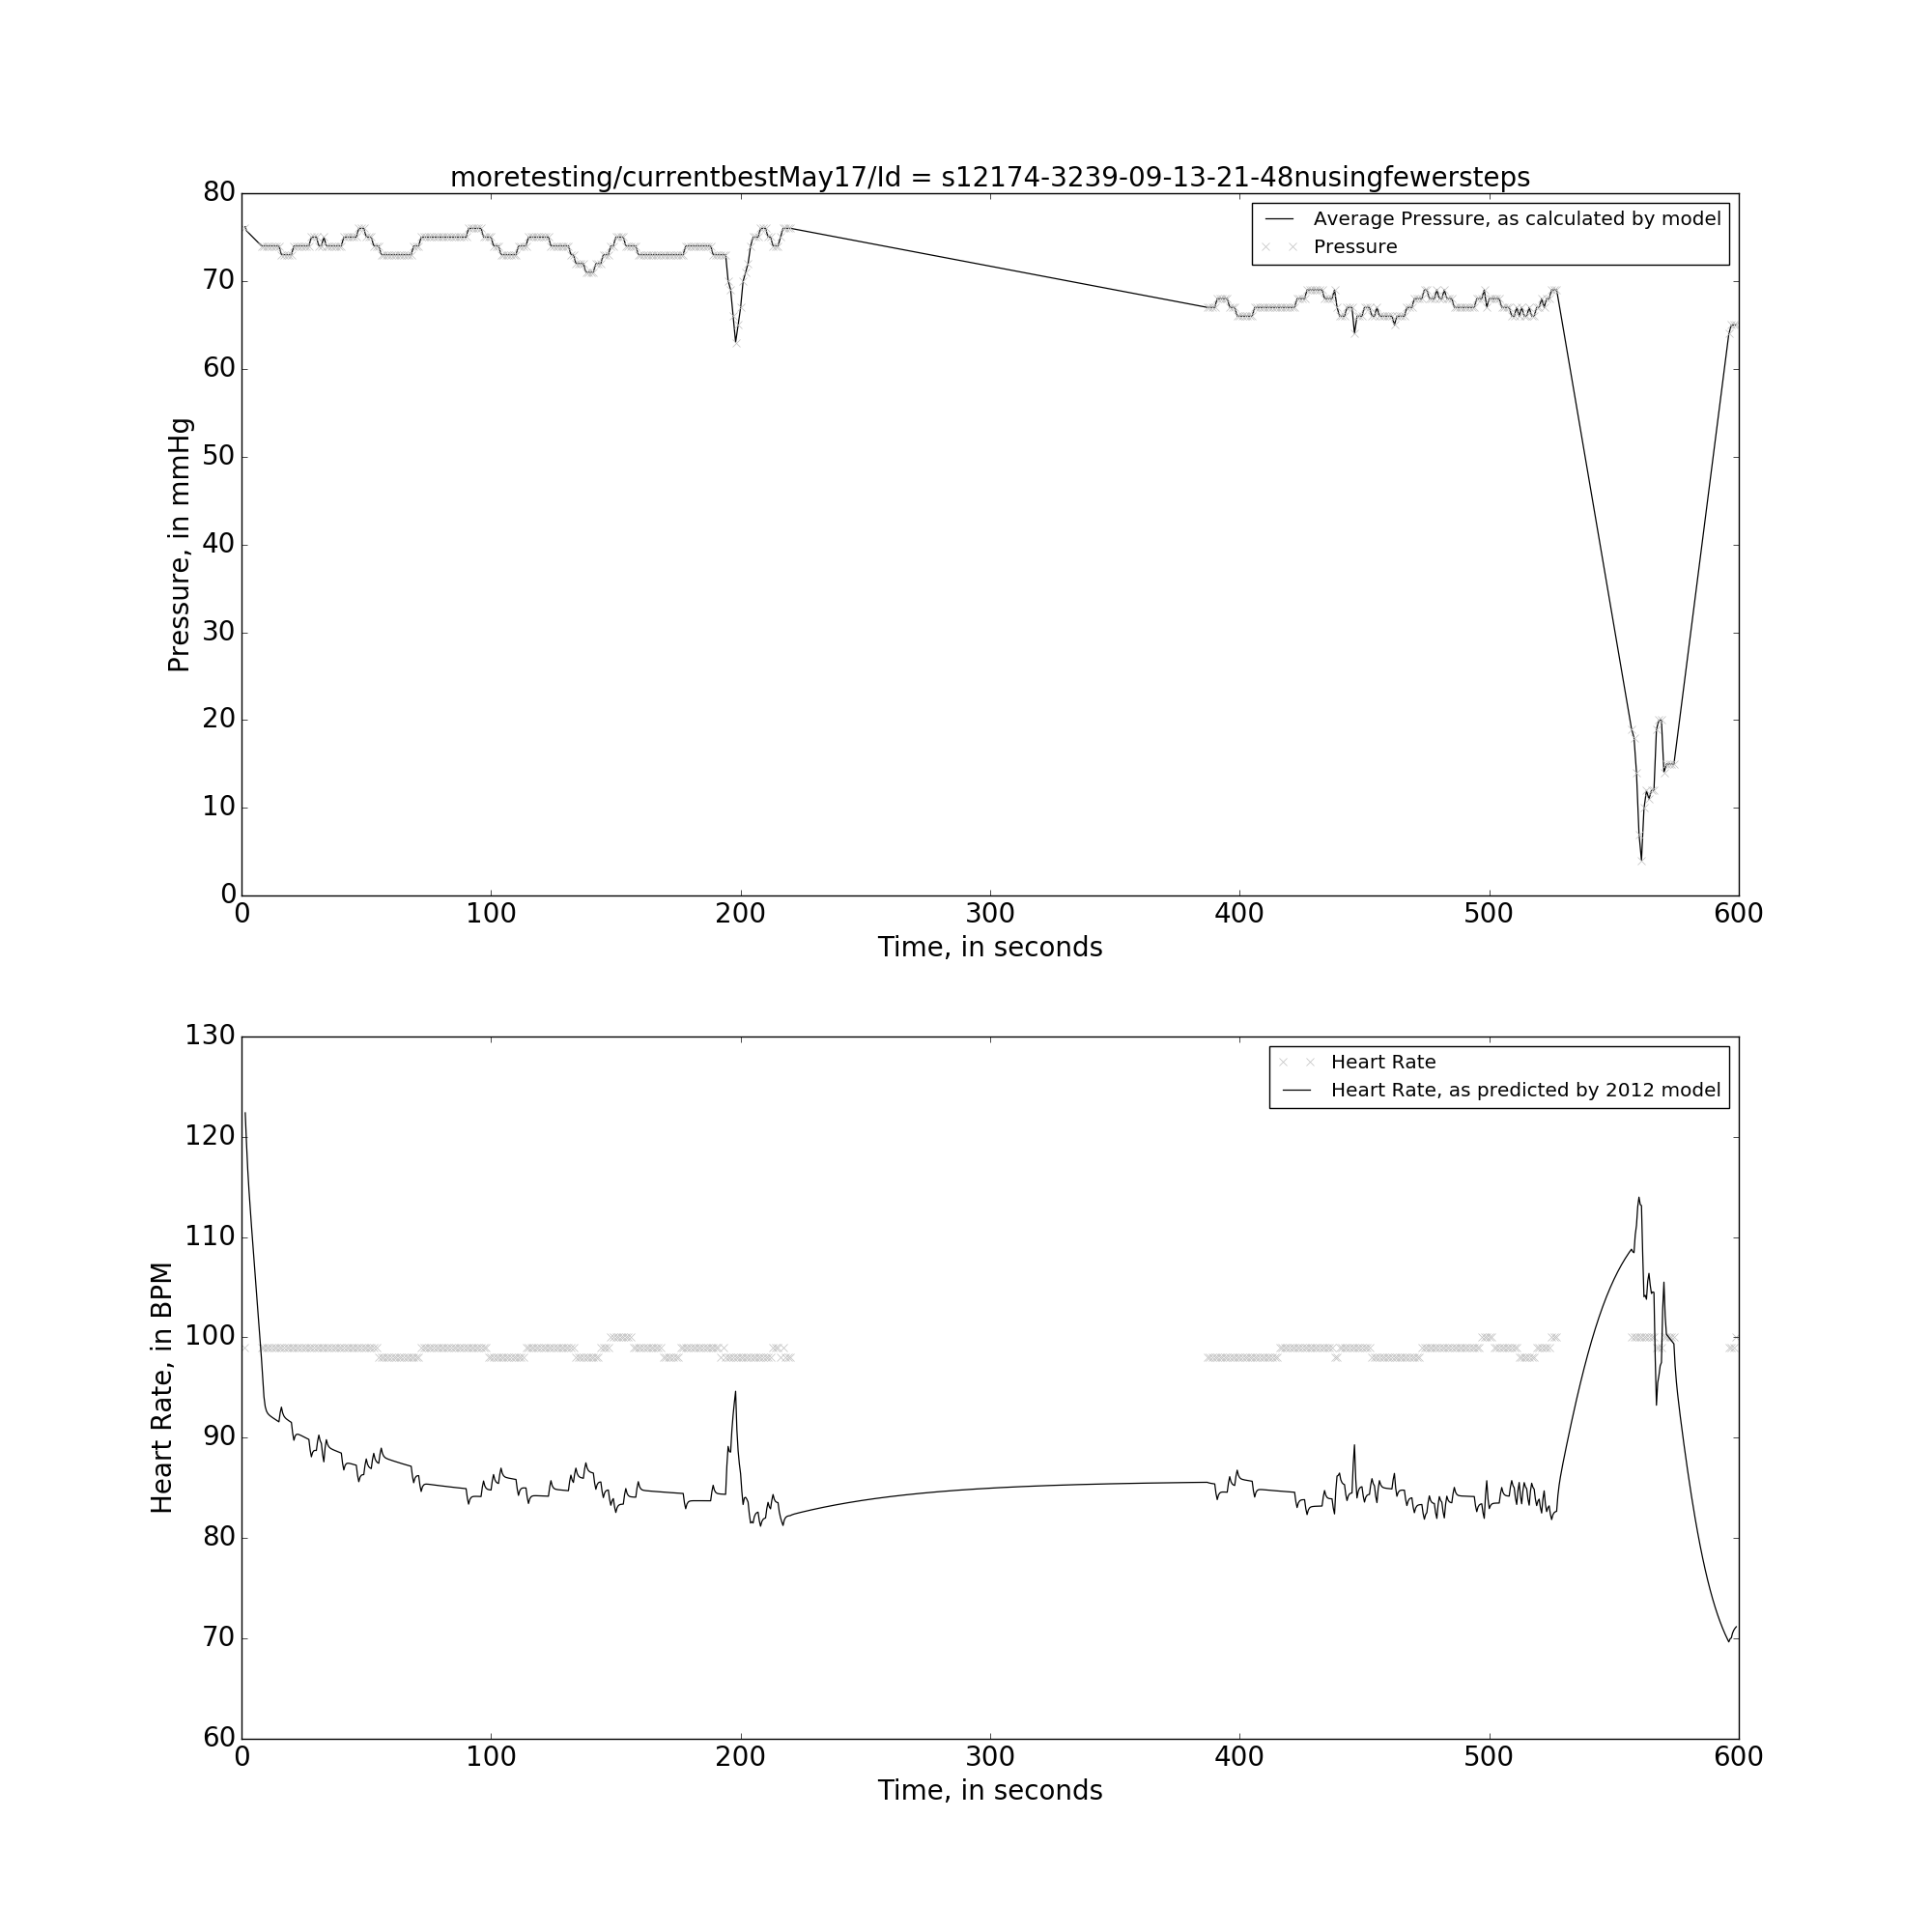 moretesting/currentbestMay17/Id = s12174-3239-09-13-21-48nusingfewersteps
80
70
60
50
40
30
20
10
0
Pressure, in mmHg
Average Pressure, as calculated by model
Pressure
0 100 200 300 400 500 600
Time, in seconds
130
120
110
100
90
80
70
60
Heart Rate, in BPM
Heart Rate
Heart Rate, as predicted by 2012 model
0 100 200 300 400 500 600
Time, in seconds